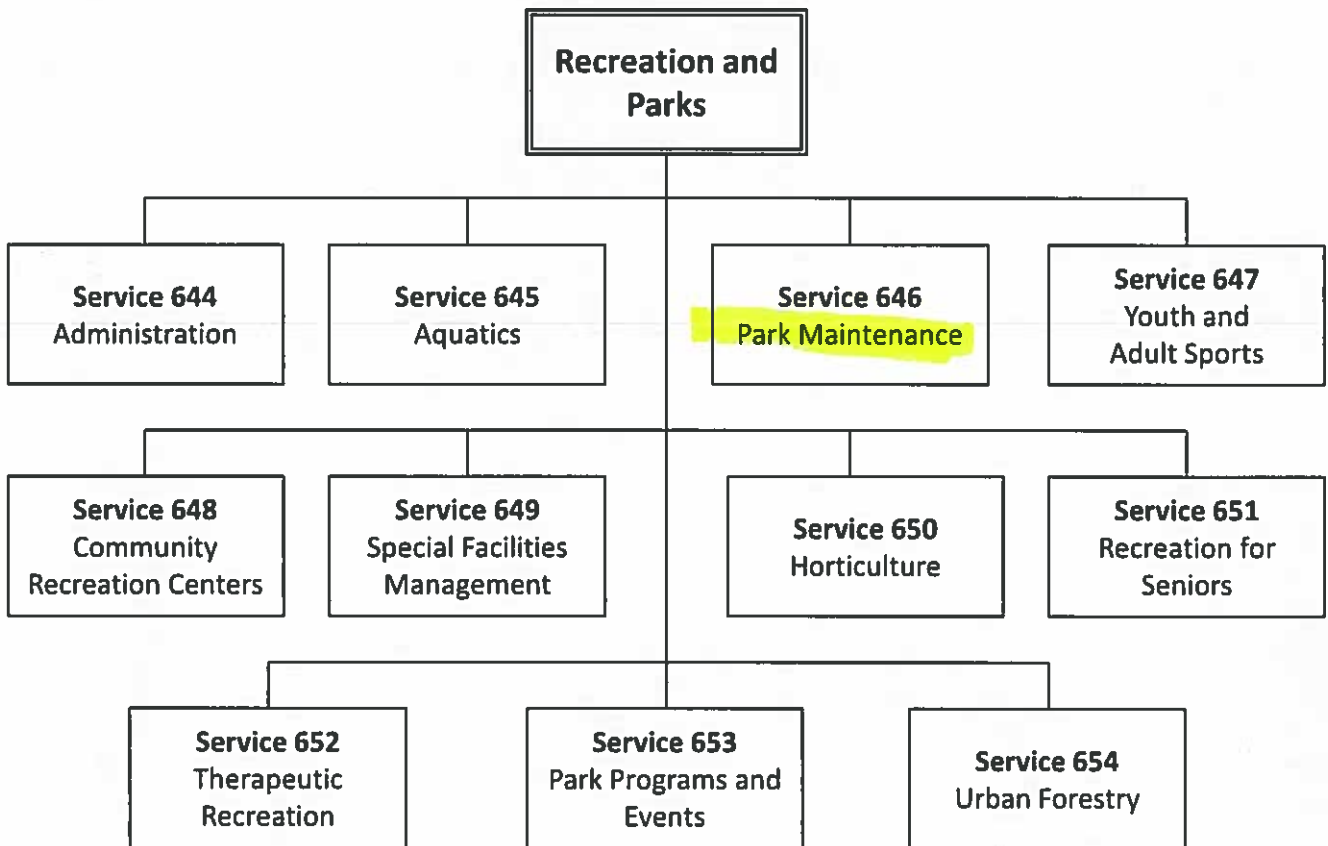 Recreation and
Parks
Service 644
Administration
Service 645
Aquatics
Service 646
Park Maintenance
Service 647
Youth and
Adult Sports
Service 648
Community
Recreation Centers
Service 649
Special Facilities
Management
Service 650
Horticulture
Service 651
Recreation for
Seniors
Service 652
Therapeutic
Recreation
Service 653
Park Programs and
Events
Service 654
Urban Forestry